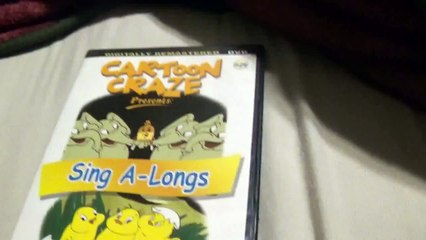 DIGITALLY REMASTERED DVD
CARTOON
CRAZE
Presents
Sing A-Longs